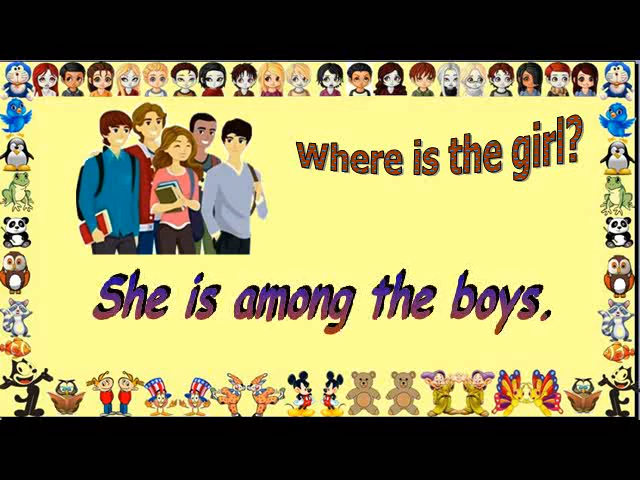 Where is the girl?
She is among the boys.